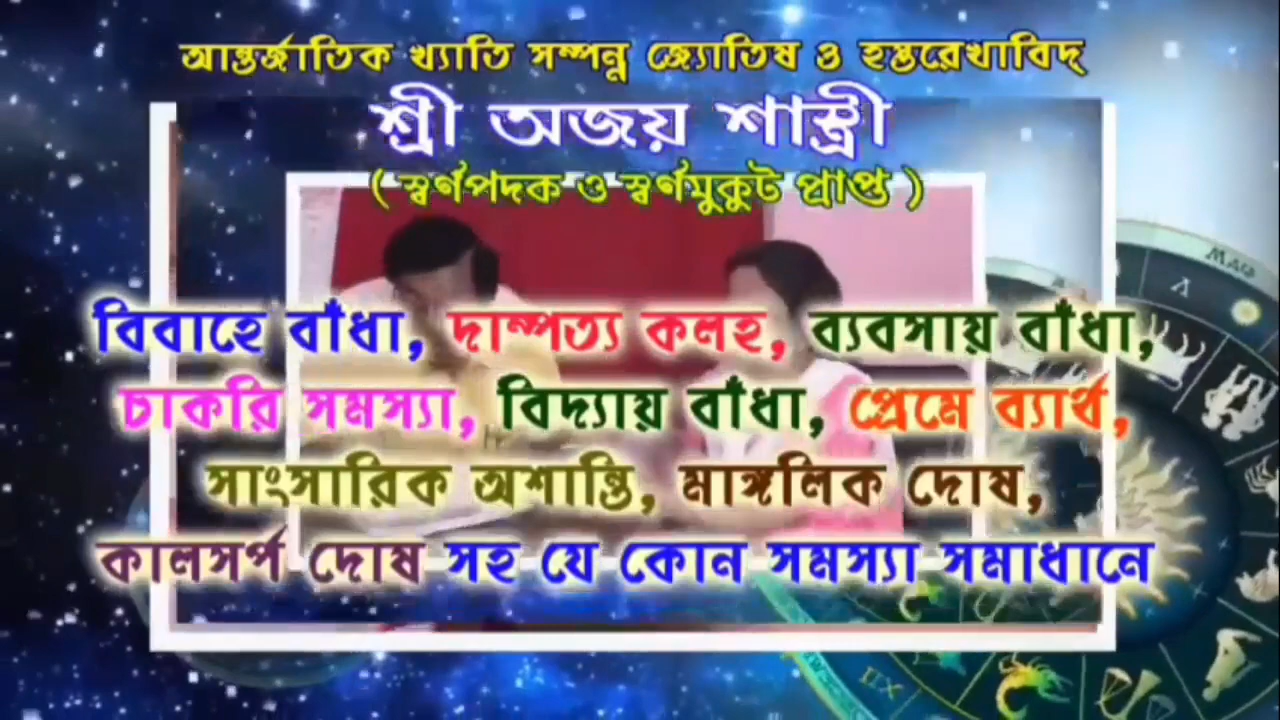 আন্তর্জাতিক খ্যাতি সম্পন্ন জ্যোতিষ ও হস্তরেখাবিদ্
শ্রী অজয় শাস্ত্রী
( স্বর্ণপদক ও স্বর্ণমুকুট প্রাপ্ত )
বিবাহে বাঁধা, দাম্পত্য কলহ, ব্যবসায় বাঁধা,
চাকরি সমস্যা, বিদ্যায় বাঁধা, প্রেমে ব্যার্থ,
সাংসারিক অশান্তি, মাঙ্গলিক দোষ,
কালসর্প দোষ সহ যে কোন সমস্যা সমাধানে